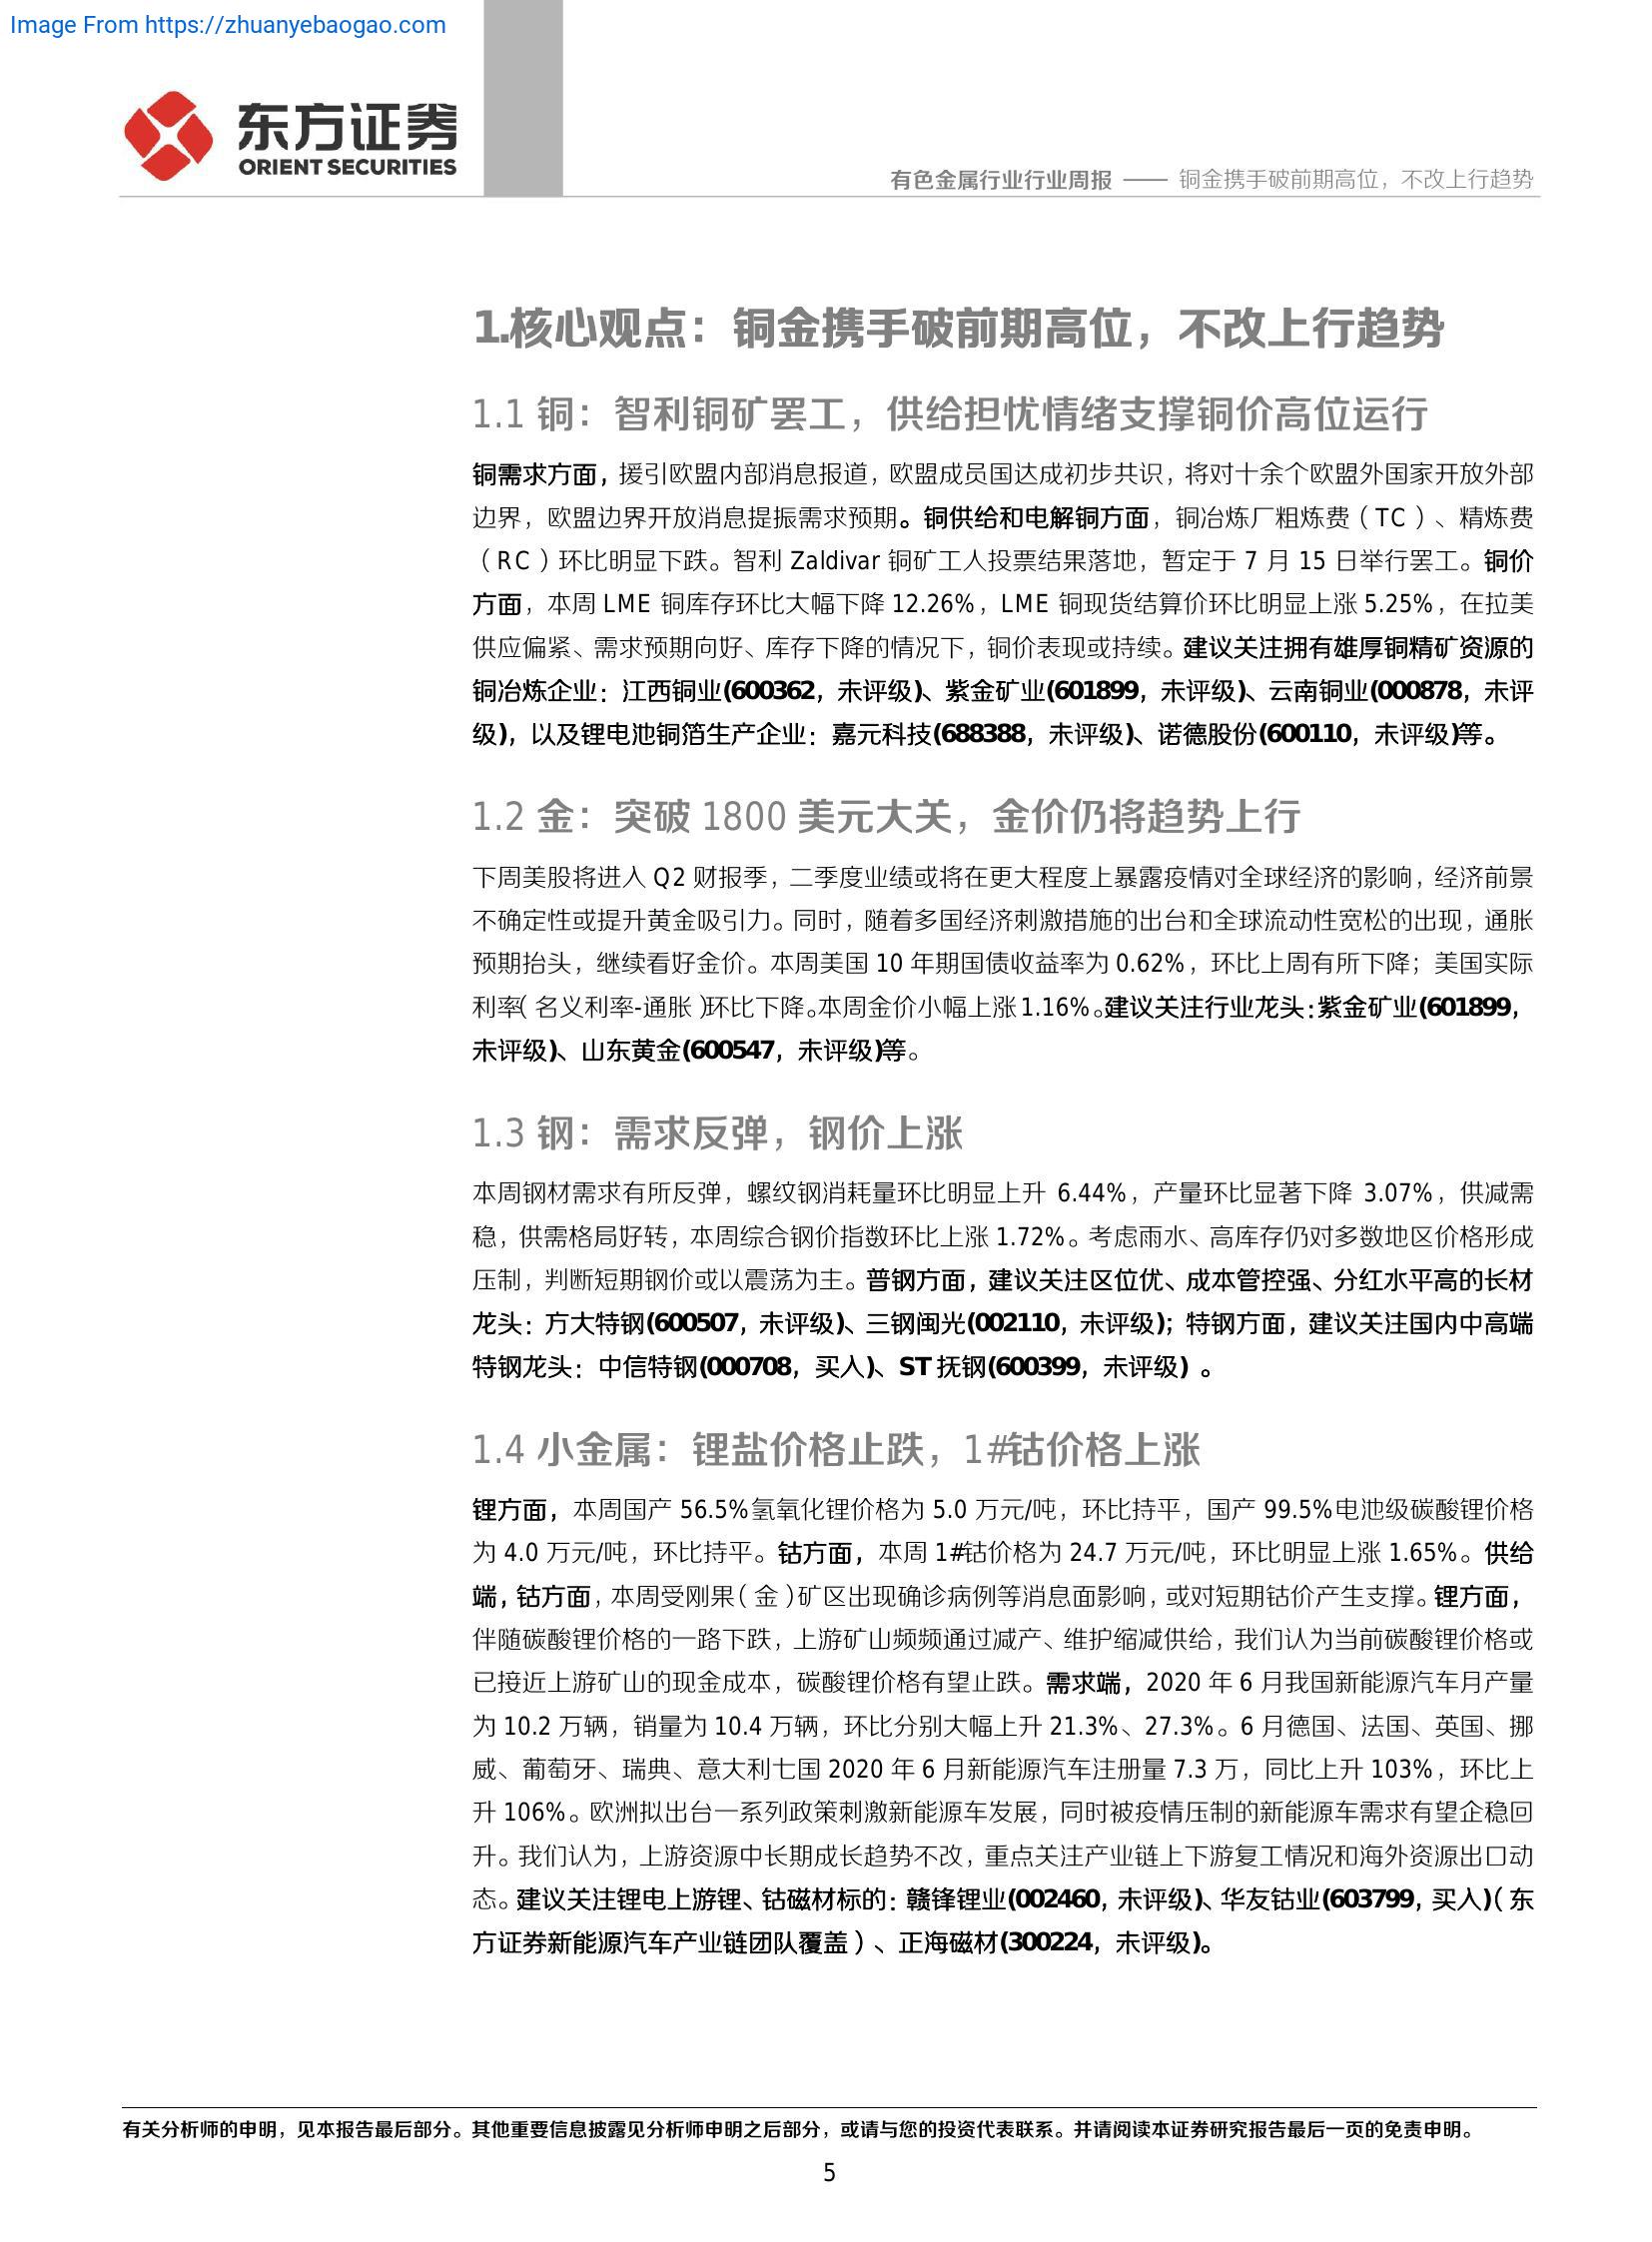 Image From https://zhuanyebaogao.com
东方证券
ORIENT SECURITIES
有色金属行业行业周报 —— 铜金携手破前期高位，不改上行趋势
1.核心观点：铜金携手破前期高位，不改上行趋势
1.1 铜：智利铜矿罢工，供给担忧情绪支撑铜价高位运行
铜需求方面，援引欧盟内部消息报道，欧盟成员国达成初步共识，将对十余个欧盟外国家开放外部
边界，欧盟边界开放消息提振需求预期。铜供给和电解铜方面，铜冶炼厂粗炼费（TC）、精炼费
（RC）环比明显下跌。智利 Zaldivar 铜矿工人投票结果落地，暂定于 7 月 15 日举行罢工。铜价
方面，本周 LME 铜库存环比大幅下降 12.26%，LME 铜现货结算价环比明显上涨 5.25%，在拉美
供应偏紧、需求预期向好、库存下降的情况下，铜价表现或持续。建议关注拥有雄厚铜精矿资源的
铜冶炼企业：江西铜业(600362，未评级)、紫金矿业(601899，未评级)、云南铜业(000878，未评
级)，以及锂电池铜箔生产企业：嘉元科技(688388，未评级)、诺德股份(600110，未评级)等。
1.2 金：突破 1800 美元大关，金价仍将趋势上行
下周美股将进入 Q2 财报季，二季度业绩或将在更大程度上暴露疫情对全球经济的影响，经济前景
不确定性或提升黄金吸引力。同时，随着多国经济刺激措施的出台和全球流动性宽松的出现，通胀
预期抬头，继续看好金价。本周美国 10 年期国债收益率为 0.62%，环比上周有所下降；美国实际
利率（名义利率-通胀）环比下降。本周金价小幅上涨 1.16%。建议关注行业龙头：紫金矿业(601899，
未评级)、山东黄金(600547，未评级)等。
1.3 钢：需求反弹，钢价上涨
本周钢材需求有所反弹，螺纹钢消耗量环比明显上升 6.44%，产量环比显著下降 3.07%，供减需
稳，供需格局好转，本周综合钢价指数环比上涨 1.72%。考虑雨水、高库存仍对多数地区价格形成
压制，判断短期钢价或以震荡为主。普钢方面，建议关注区位优、成本管控强、分红水平高的长材
龙头：方大特钢(600507，未评级)、三钢闽光(002110，未评级)；特钢方面，建议关注国内中高端
特钢龙头：中信特钢(000708，买入)、ST 抚钢(600399，未评级) 。
1.4 小金属：锂盐价格止跌，1#钴价格上涨
锂方面，本周国产 56.5%氢氧化锂价格为 5.0 万元/吨，环比持平，国产 99.5%电池级碳酸锂价格
为 4.0 万元/吨，环比持平。钴方面，本周 1#钴价格为 24.7 万元/吨，环比明显上涨 1.65%。供给
端，钴方面，本周受刚果（金）矿区出现确诊病例等消息面影响，或对短期钴价产生支撑。锂方面，
伴随碳酸锂价格的一路下跌，上游矿山频频通过减产、维护缩减供给，我们认为当前碳酸锂价格或
已接近上游矿山的现金成本，碳酸锂价格有望止跌。需求端，2020 年 6 月我国新能源汽车月产量
为 10.2 万辆，销量为 10.4 万辆，环比分别大幅上升 21.3%、27.3%。6 月德国、法国、英国、挪
威、葡萄牙、瑞典、意大利七国 2020 年 6 月新能源汽车注册量 7.3 万，同比上升 103%，环比上
升 106%。欧洲拟出台一系列政策刺激新能源车发展，同时被疫情压制的新能源车需求有望企稳回
升。我们认为，上游资源中长期成长趋势不改，重点关注产业链上下游复工情况和海外资源出口动
态。建议关注锂电上游锂、钴磁材标的：赣锋锂业(002460，未评级)、华友钴业(603799，买入)（东
方证券新能源汽车产业链团队覆盖）、正海磁材(300224，未评级)。
有关分析师的申明，见本报告最后部分。其他重要信息披露见分析师申明之后部分，或请与您的投资代表联系。并请阅读本证券研究报告最后一页的免责申明。
5